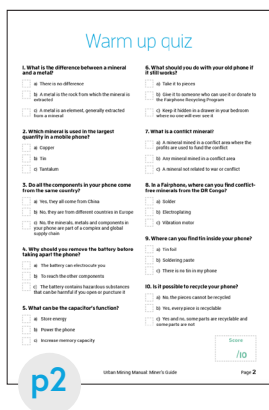 Warm up quiz
1. What is the difference between a mineral
and a metal?
a) There is no difference
b) A metal is the rock from which the mineral is
extracted
c) A metal is an element, generally extracted
from a mineral
2. Which mineral is used in the largest
quantity in a mobile phone?
a) Copper
b) Tin
c) Tantalum
3. Do all the components in your phone come
from the same country?
a) Yes, they all come from China
b) No, they are from different countries in Europe
c) No, the minerals, metals and components in
your phone are part of a complex and global
supply chain
4. Why should you remove the battery before
taking apart the phone?
a) The battery can electrocute you
b) To reach the other components
c) The battery contains hazardous substances
that can be harmful if you open or puncture it
5. What can be the capacitor's function?
a) Store energy
b) Power the phone
c) Increase memory capacity
6. What should you do with your old phone if
it still works?
a) Take it to pieces
b) Give it to someone who can use it or donate to
the Fairphone Recycling Program
c) Keep it hidden in a drawer in your bedroom
where no one will ever see it
7. What is a conflict mineral?
a) A mineral mined in a conflict area where the
profits are used to fund the conflict
b) Any mineral mined in a conflict area
c) A mineral not related to war or conflict
8. In a Fairphone, where can you find conflict-
free minerals from the DR Congo?
a) Solder
b) Electroplating
c) Vibration motor
9. Where can you find tin inside your phone?
a) Tin foil
b) Soldering paste
c) There is no tin in my phone
10. Is it possible to recycle your phone?
a) No, the pieces cannot be recycled
b) Yes, every piece is recyclable
c) Yes and no, some parts are recyclable and
some parts are not
Score
/10
p2
Urban Mining Manual: Miner's Guide
Page 2